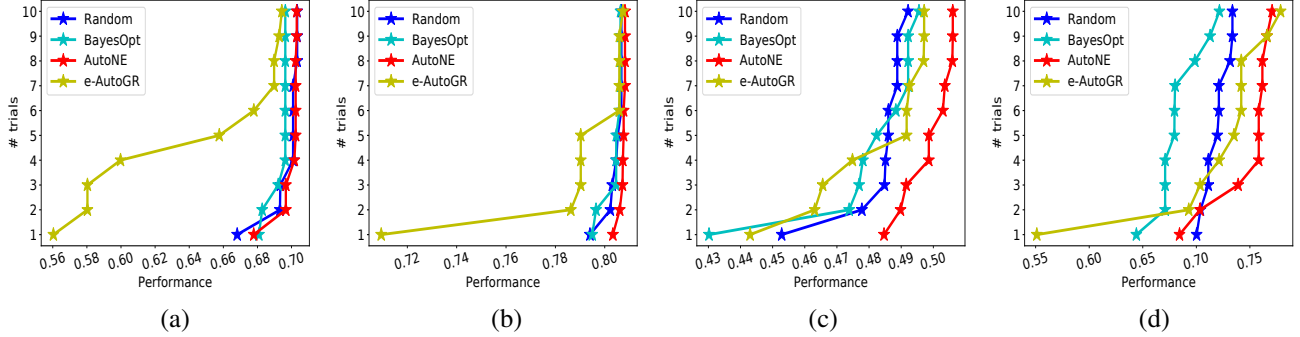 10
9
8
7
6
5
4
3
2
1
# trials
Random
BayesOpt
AutoNE
e-AutoGR
0.56 0.58 0.60 0.62 0.64 0.66 0.68 0.70
Performance
(a)
10
9
8
7
6
5
4
3
2
1
# trials
Random
BayesOpt
AutoNE
e-AutoGR
0.72 0.74 0.76 0.78 0.80
Performance
(b)
10
9
8
7
6
5
4
3
2
1
# trials
Random
BayesOpt
AutoNE
e-AutoGR
0.43 0.44 0.45 0.46 0.47 0.48 0.49 0.50
Performance
(c)
10
9
8
7
6
5
4
3
2
1
# trials
Random
BayesOpt
AutoNE
e-AutoGR
0.55 0.60 0.65 0.70 0.75
Performance
(d)